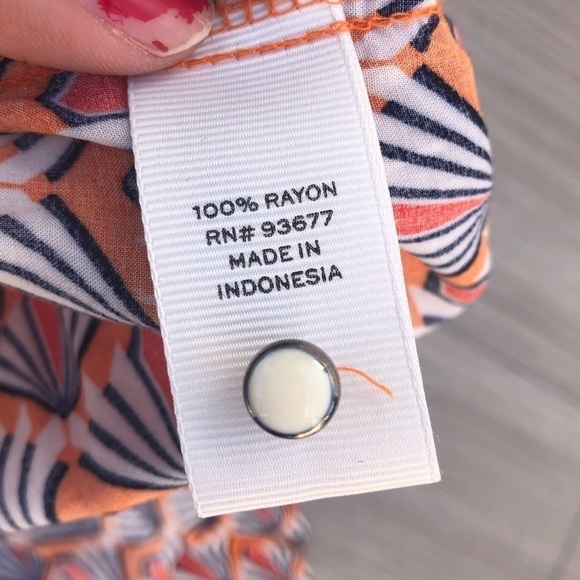 100% RAYON
RN# 93677
MADE IN
INDONESIA